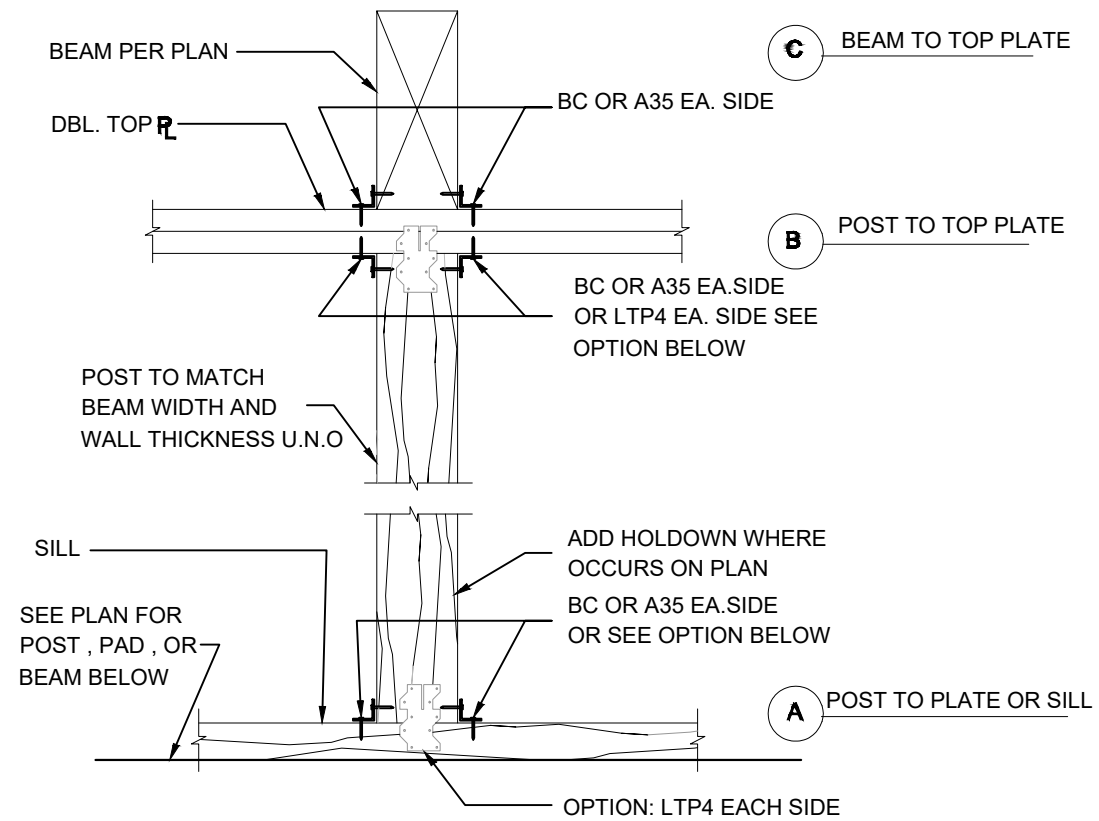 BEAM PER PLAN
DBL. TOP PL
BC OR A35 EA. SIDE
C BEAM TO TOP PLATE
B POST TO TOP PLATE
BC OR A35 EA.SIDE
OR LTP4 EA. SIDE SEE
OPTION BELOW
POST TO MATCH
BEAM WIDTH AND
WALL THICKNESS U.N.O
SILL
ADD HOLDOWN WHERE
OCCURS ON PLAN
SEE PLAN FOR
POST , PAD , OR
BEAM BELOW
BC OR A35 EA.SIDE
OR SEE OPTION BELOW
A POST TO PLATE OR SILL
OPTION: LTP4 EACH SIDE